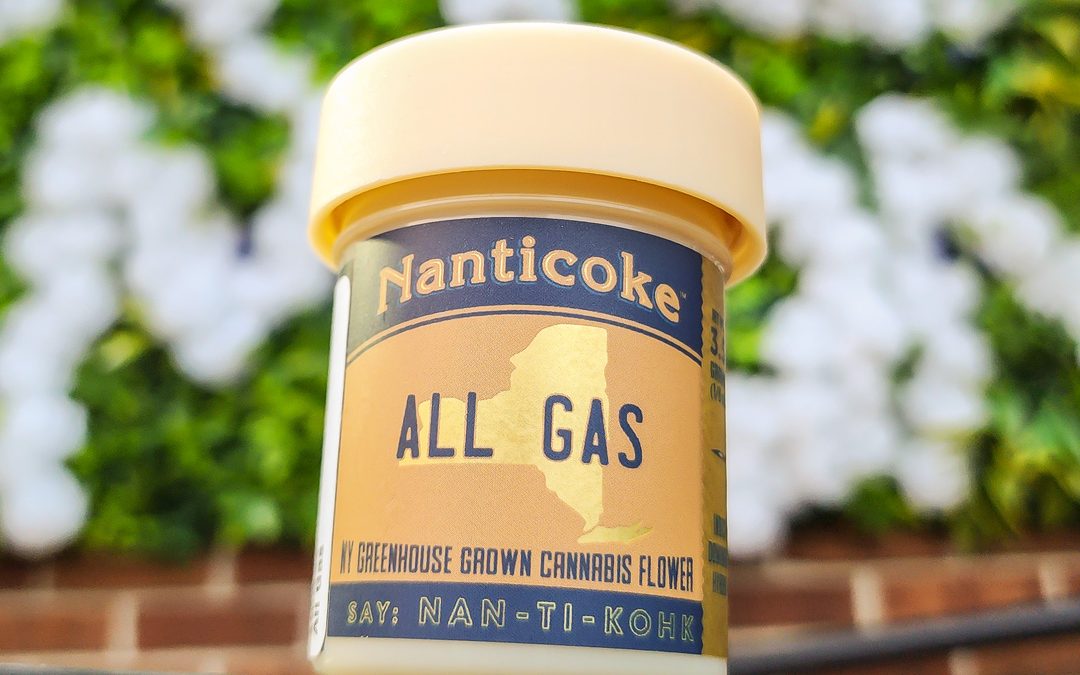 Nanticoke
ALL GAS
NY GREENHOUSE GROWN CANNABIS FLOWER
SAY: NAN-TI-KOHK